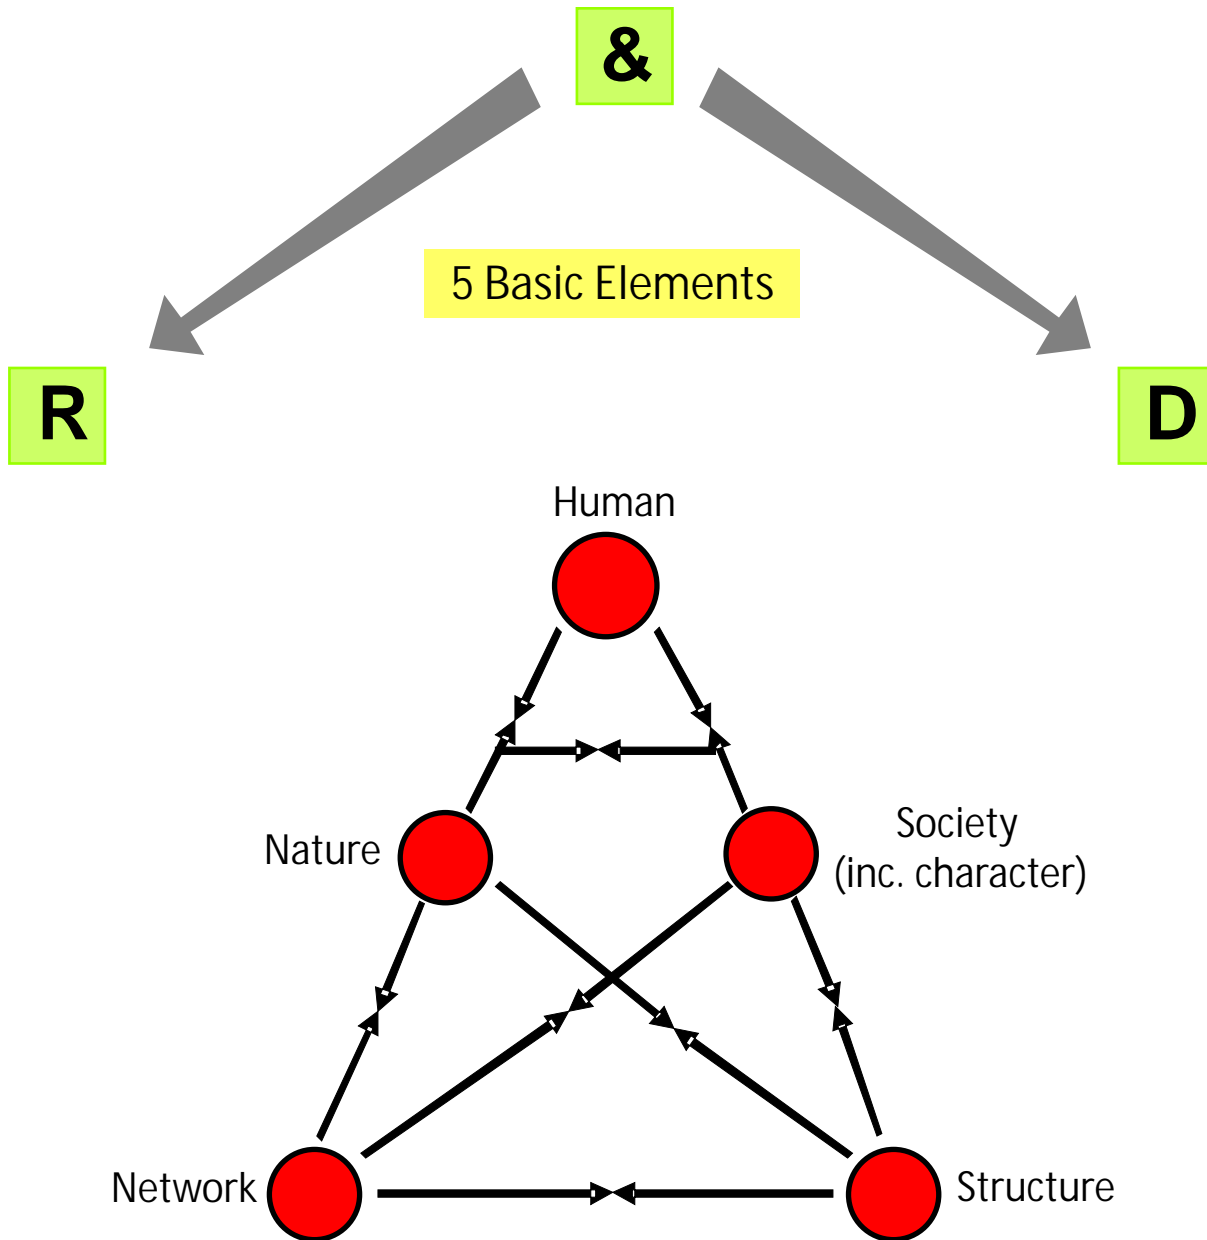 &
5 Basic Elements
R
D
Human
Nature
Society
(inc. character)
Network
Structure